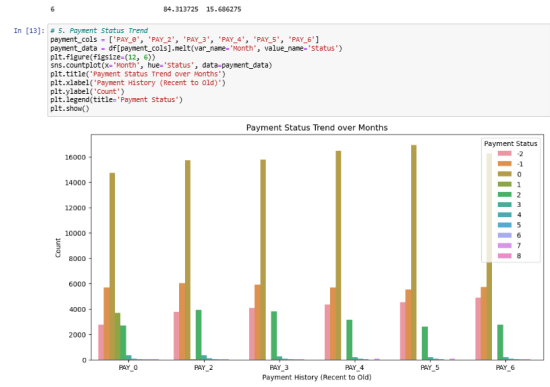 6 84.313725 15.686275
In [13]: # 5. Payment Status Trend
payment_cols = ['PAY_0', 'PAY_2', 'PAY_3', 'PAY_4', 'PAY_5', 'PAY_6']
payment_data = df[payment_cols].melt(var_name='Month', value_name='Status')
plt.figure(figsize=(12, 6))
sns.countplot(x='Month', hue='Status', data=payment_data)
plt.title('Payment Status Trend over Months')
plt.xlabel('Payment History (Recent to Old)')
plt.ylabel('Count')
plt.legend(title='Payment Status')
plt.show()
Payment Status Trend over Months
Payment Status
-2
-1
0
1
2
3
4
5
6
7
8
16000
14000
12000
10000
8000
6000
4000
2000
0
Count
PAY_0 PAY_2 PAY_3 PAY_4 PAY_5 PAY_6
Payment History (Recent to Old)